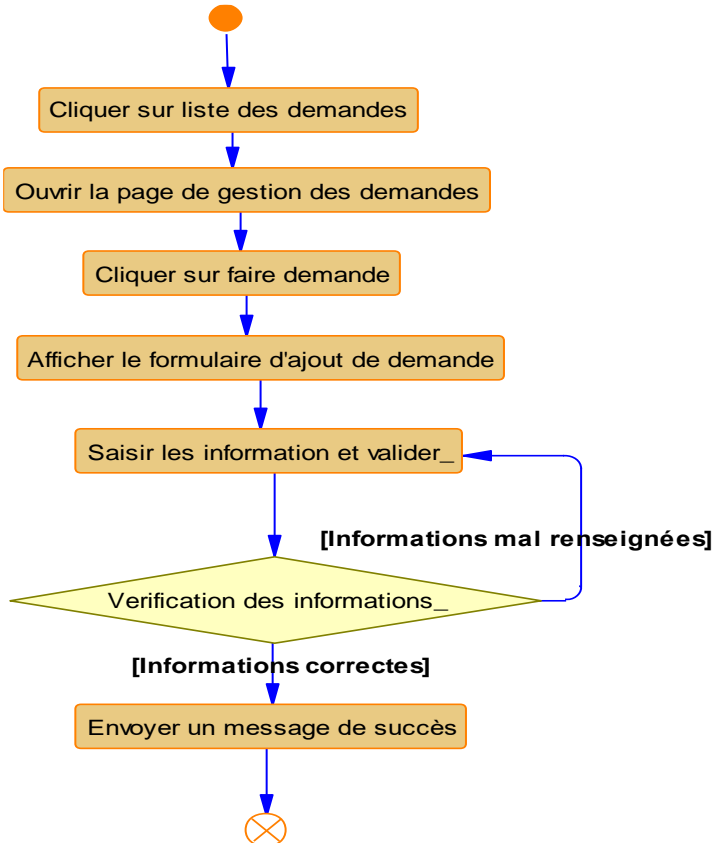 Cliquer sur liste des demandes
Ouvrir la page de gestion des demandes
Cliquer sur faire demande
Afficher le formulaire d'ajout de demande
Saisir les information et valider_
[Informations mal renseignées]
Verification des informations_
[Informations correctes]
Envoyer un message de succès